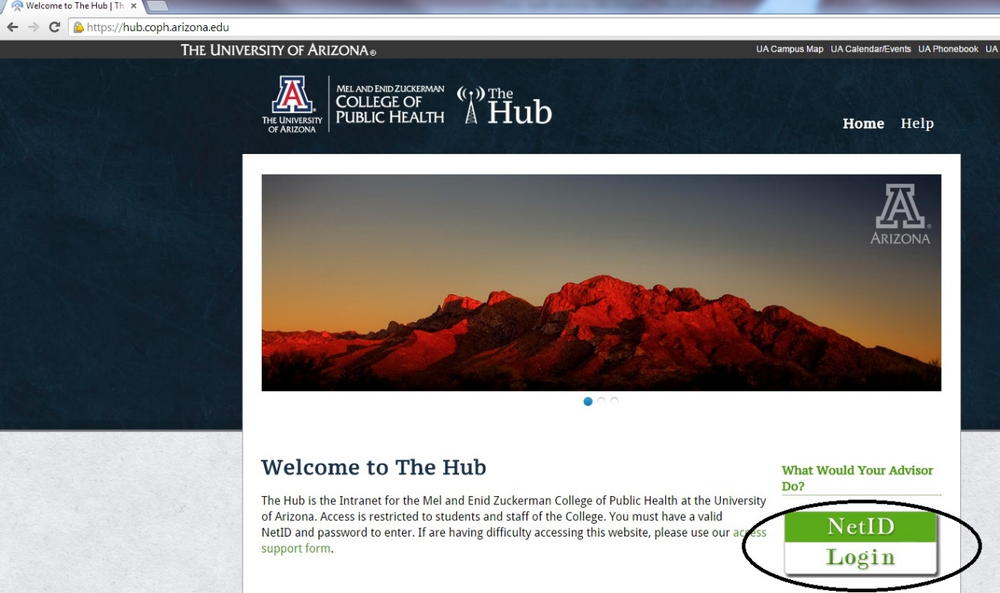 Welcome to The Hub | Th
https://hub.coph.arizona.edu
THE UNIVERSITY OF ARIZONA®
UA Campus Map UA Calendar/Events UA Phonebook UA
MEL AND ENID ZUCKERMAN
COLLEGE OF
PUBLIC HEALTH
A
THE UNIVERSITY
OF ARIZONA
The
Hub
Home Help
A
ARIZONA
Welcome to The Hub
The Hub is the Intranet for the Mel and Enid Zuckerman College of Public Health at the University
of Arizona. Access is restricted to students and staff of the College. You must have a valid
NetID and password to enter. If are having difficulty accessing this website, please use our access
support form.
What Would Your Advisor
Do?
NetID
Login